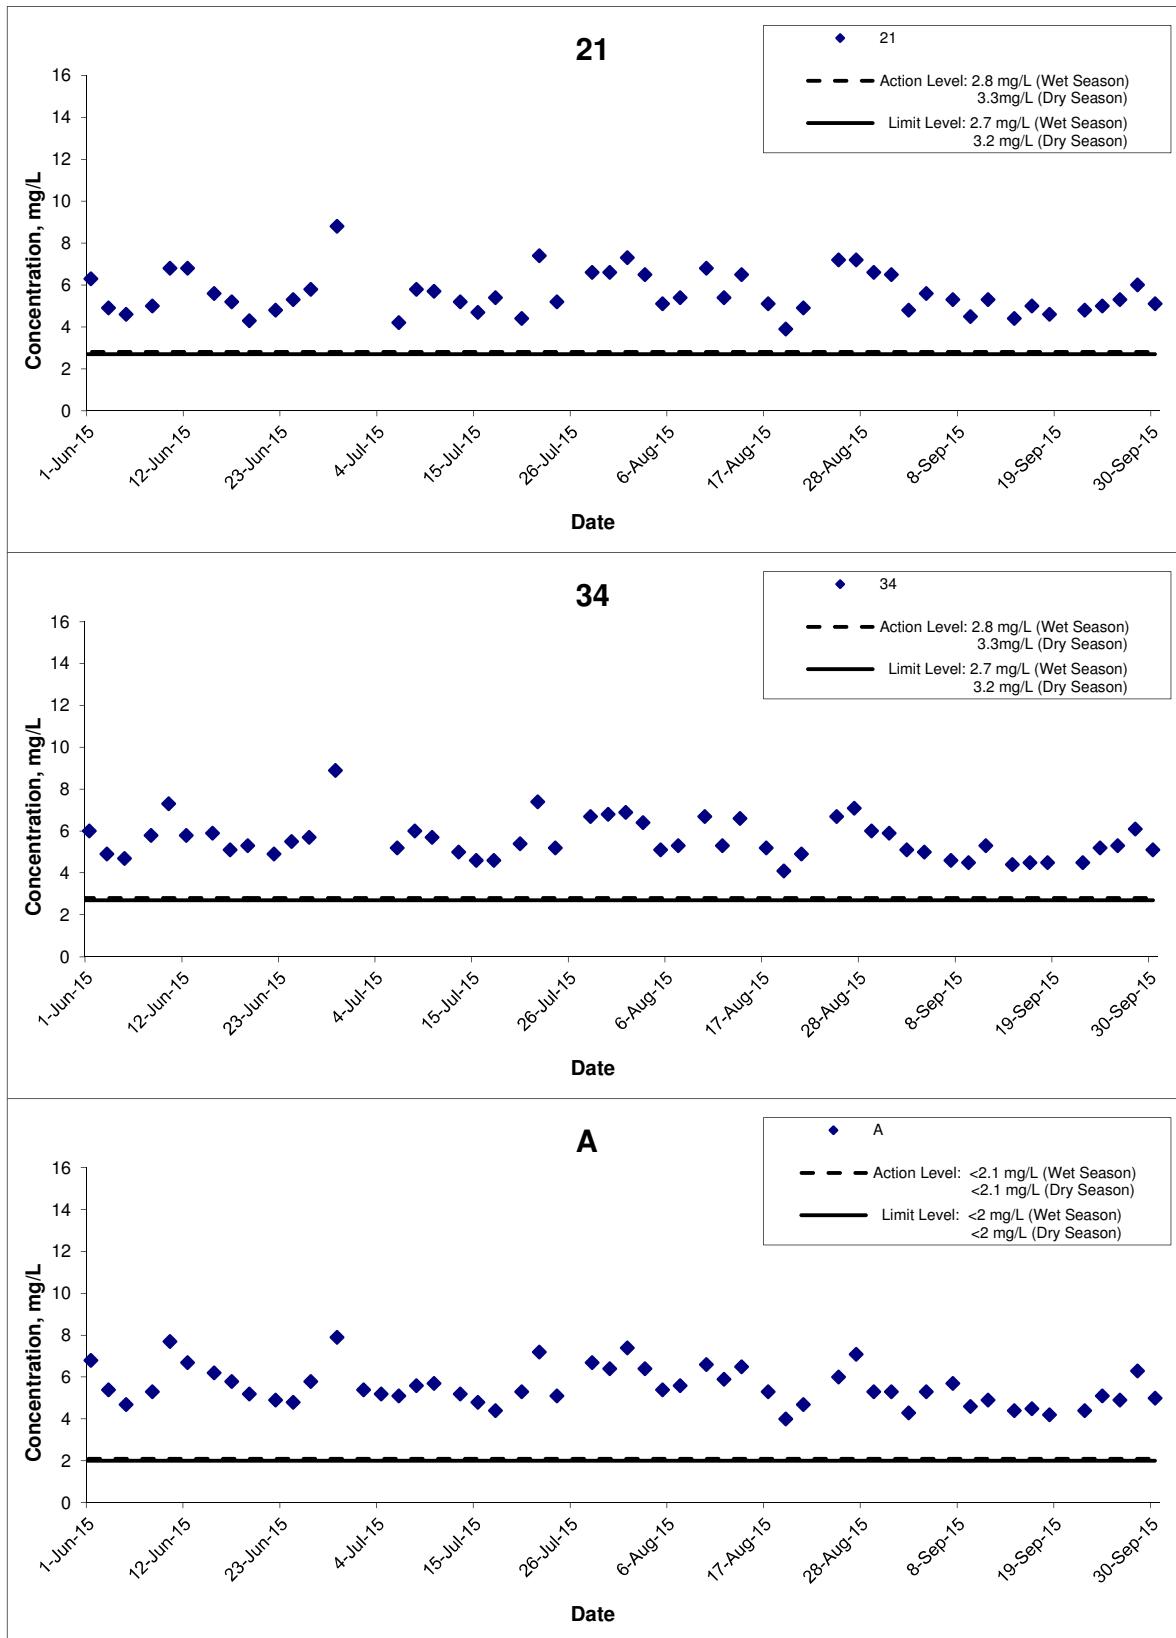 21
21
Action Level: 2.8 mg/L (Wet Season)
3.3mg/L (Dry Season)
Limit Level: 2.7 mg/L (Wet Season)
3.2 mg/L (Dry Season)
Concentration, mg/L
16
14
12
10
8
6
4
2
0
1-Jun-15
12-Jun-15
23-Jun-15
4-Jul-15
15-Jul-15
26-Jul-15
6-Aug-15
17-Aug-15
28-Aug-15
8-Sep-15
19-Sep-15
30-Sep-15
Date
34
34
Action Level: 2.8 mg/L (Wet Season)
3.3mg/L (Dry Season)
Limit Level: 2.7 mg/L (Wet Season)
3.2 mg/L (Dry Season)
Concentration, mg/L
16
14
12
10
8
6
4
2
0
1-Jun-15
12-Jun-15
23-Jun-15
4-Jul-15
15-Jul-15
26-Jul-15
6-Aug-15
17-Aug-15
28-Aug-15
8-Sep-15
19-Sep-15
30-Sep-15
Date
A
A
Action Level: <2.1 mg/L (Wet Season)
<2.1 mg/L (Dry Season)
Limit Level: <2 mg/L (Wet Season)
<2 mg/L (Dry Season)
Concentration, mg/L
16
14
12
10
8
6
4
2
0
1-Jun-15
12-Jun-15
23-Jun-15
4-Jul-15
15-Jul-15
26-Jul-15
6-Aug-15
17-Aug-15
28-Aug-15
8-Sep-15
19-Sep-15
30-Sep-15
Date